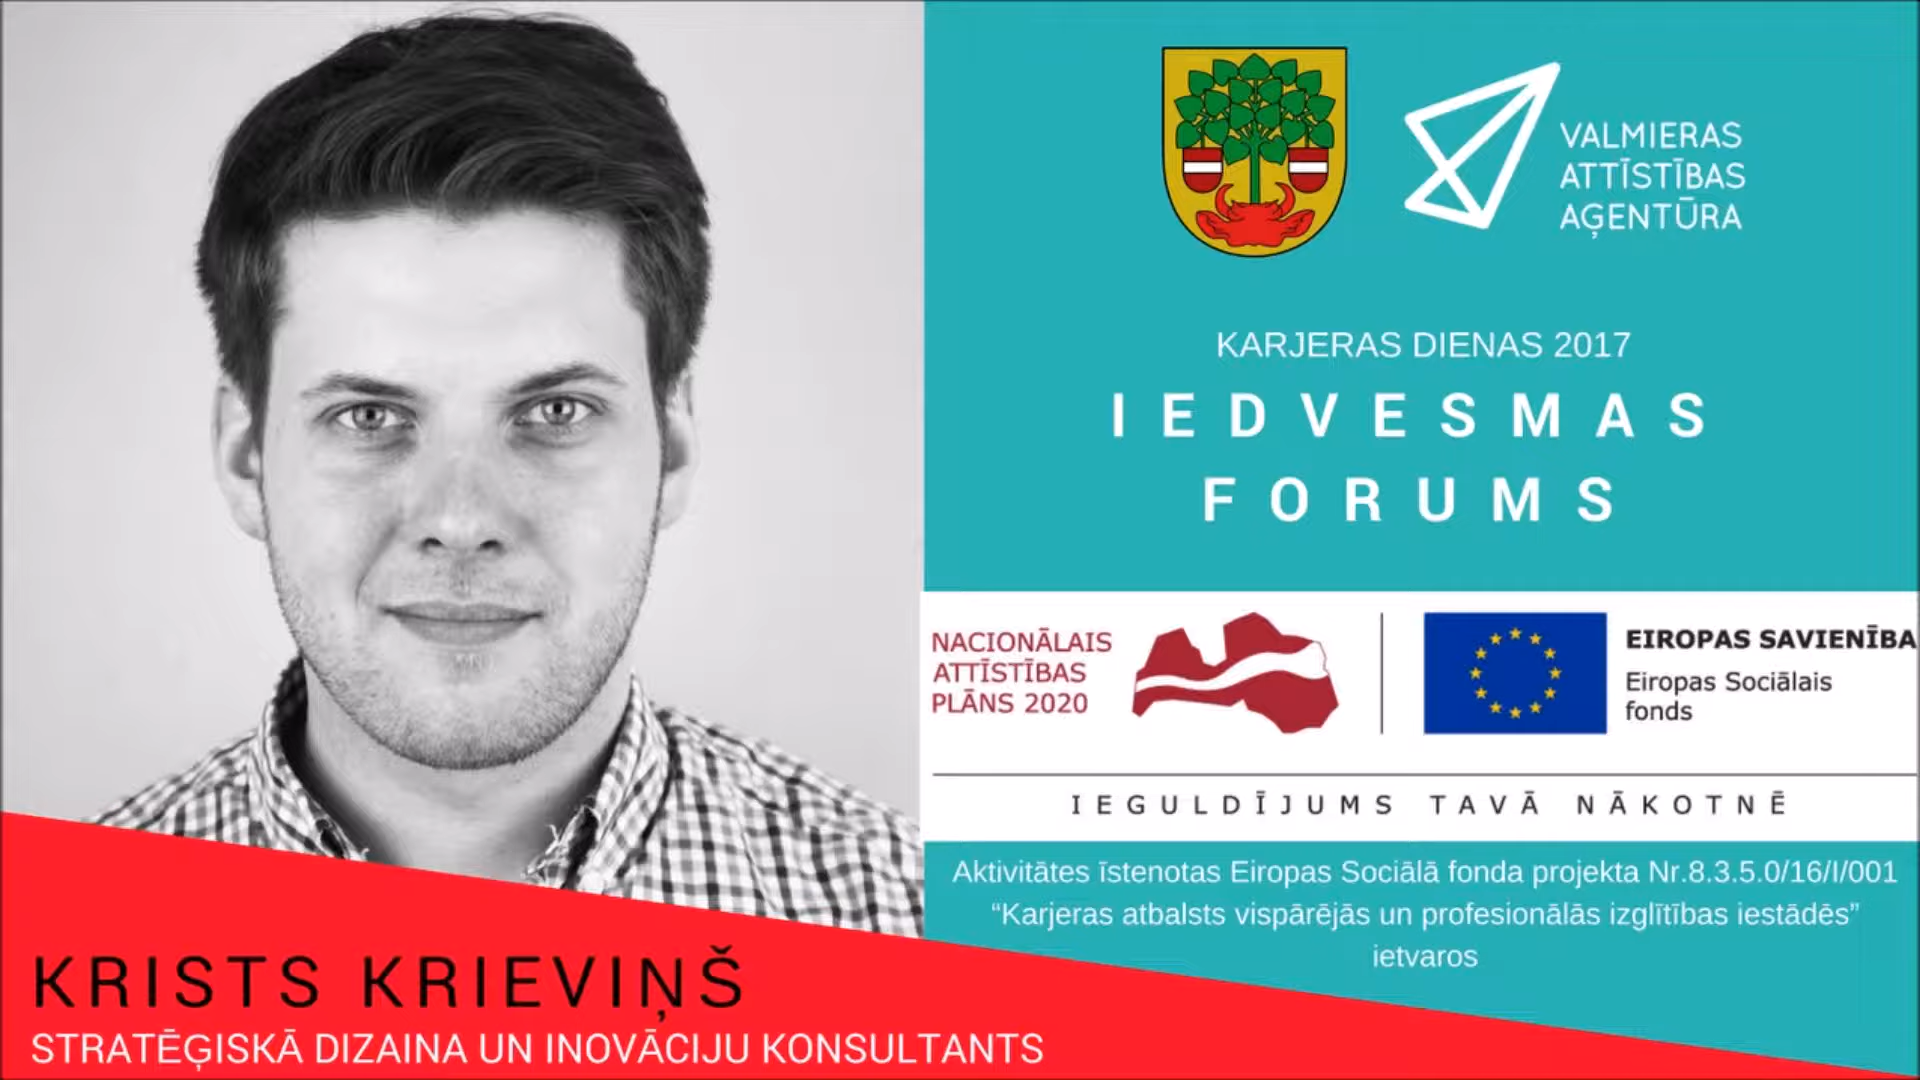 VALMIERAS
ATTĪSTĪBAS
AĢENTŪRA
KARJERAS DIENAS 2017
IEDVESMAS
FORUMS
NACIONĀLAIS
ATTĪSTĪBAS
PLĀNS 2020
EIROPAS SAVIENĪBA
Eiropas Sociālais
fonds
IEGULDĪJUMS TAVĀ NĀKOTNĒ
Aktivitātes īstenotas Eiropas Sociālā fonda projekta Nr.8.3.5.0/16/I/001
“Karjeras atbalsts vispārējās un profesionālās izglītības iestādēs”
ietvaros
KRISTS KRIEVIŅŠ
STRATĒĢISKĀ DIZAINA UN INOVĀCIJU KONSULTANTS